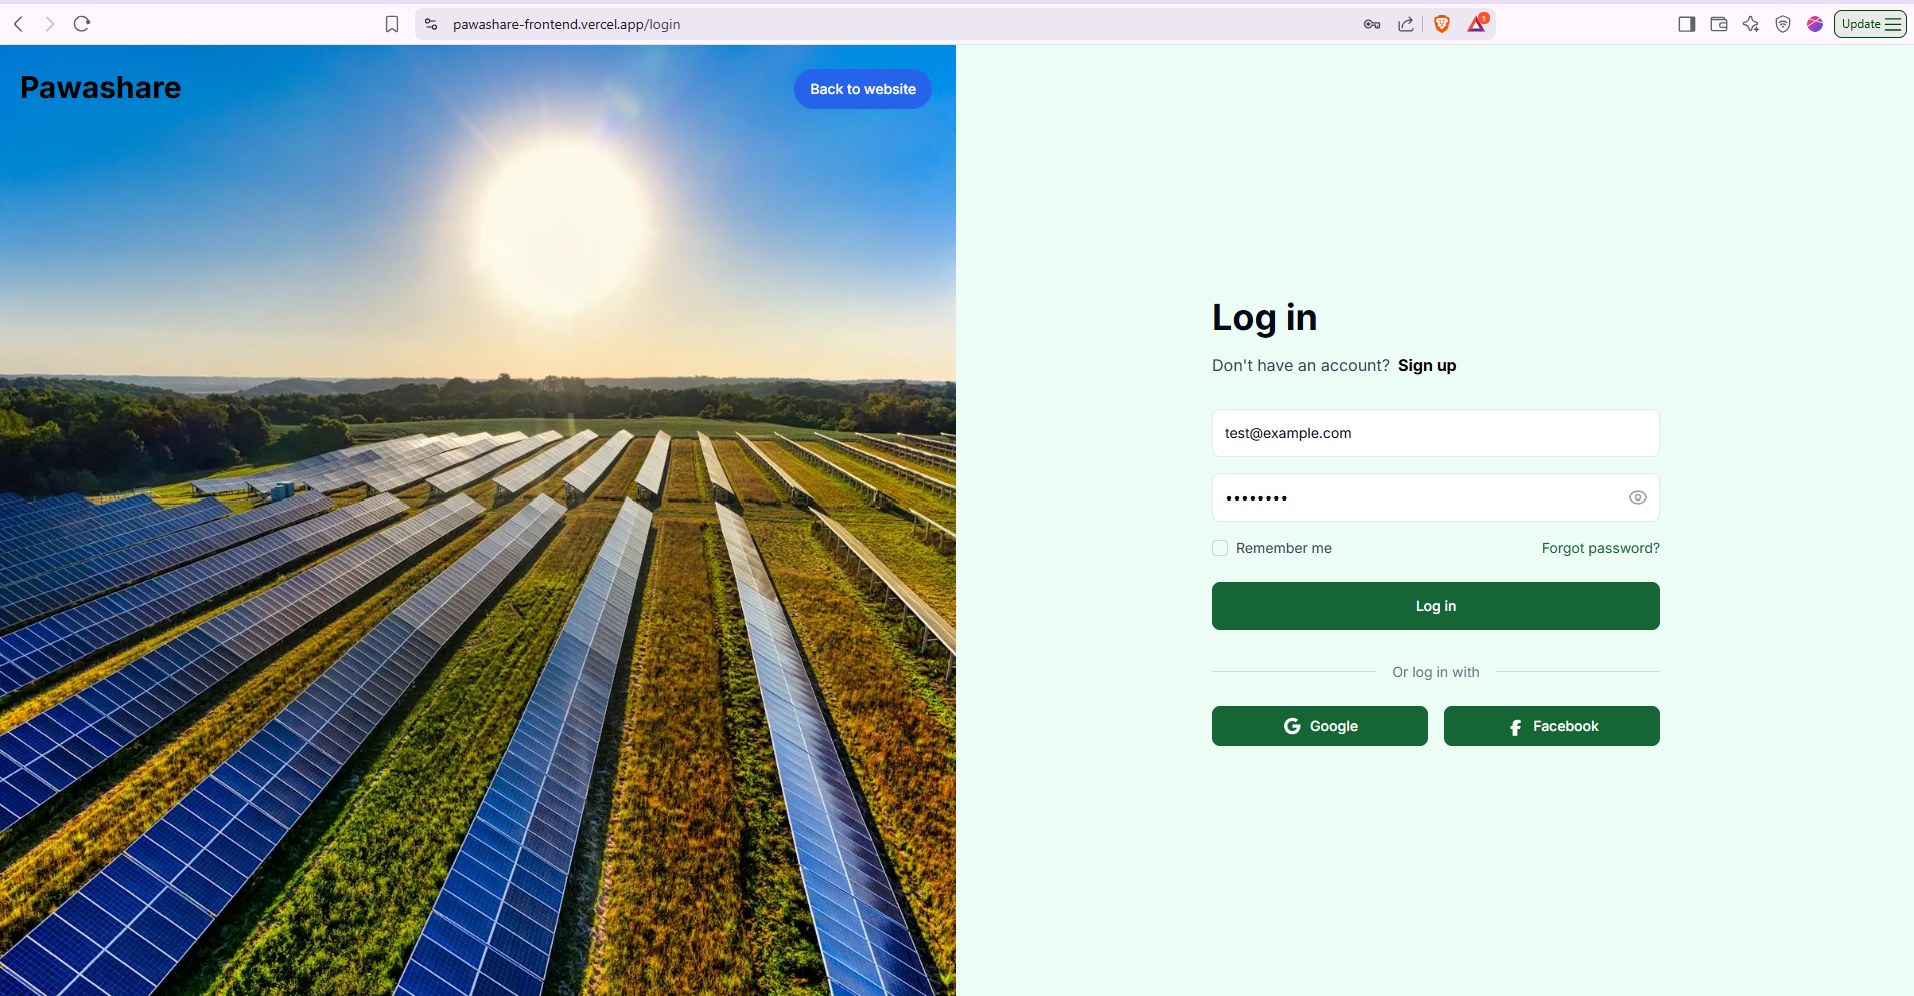 pawashare-frontend.vercel.app/login
1
Update
Pawashare
Back to website
Log in
Don't have an account? Sign up
test@example.com
••••••••
Remember me
Forgot password?
Log in
Or log in with
Google
Facebook